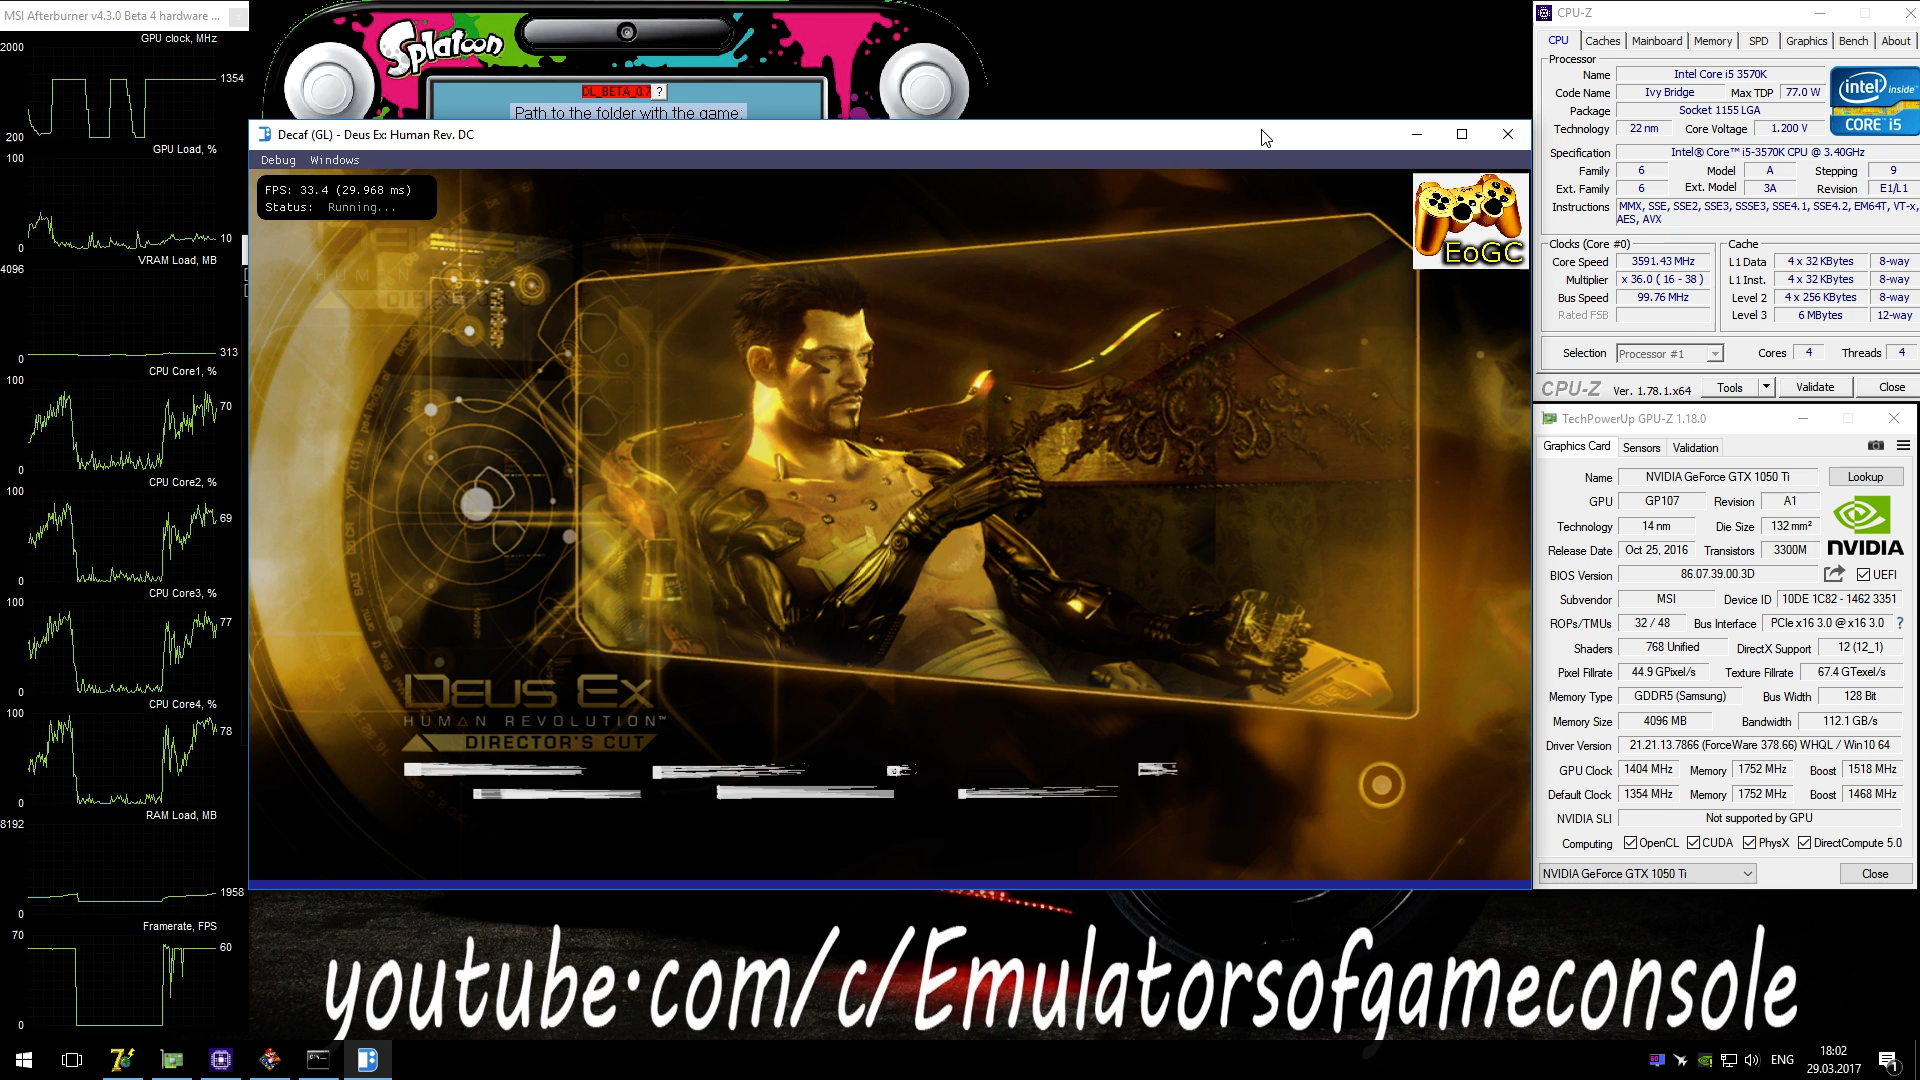 MSI Afterburner v4.3.0 Beta 4 hardware ...
GPU clock, MHz
2000
1354
200
GPU Load, %
100
10
0
VRAM Load, MB
4096
313
0
CPU Core1, %
100
70
0
CPU Core2, %
100
69
0
CPU Core3, %
100
77
0
CPU Core4, %
100
78
0
RAM Load, MB
8192
1958
0
Framerate, FPS
70
60
0
Splatoon
DL_BETA_0.7 ?
Path to the folder with the game:
Decaf (GL) - Deus Ex: Human Rev. DC
Debug Windows
FPS: 33.4 (29.968 ms)
Status: Running...
EoGC
DEUS EX
HUMAN REVOLUTION™
DIRECTOR'S CUT
CPU-Z
CPU Caches Mainboard Memory SPD Graphics Bench About
Processor
Name Intel Core i5 3570K
Code Name Ivy Bridge Max TDP 77.0 W
Package Socket 1155 LGA
Technology 22 nm Core Voltage 1.200 V
intel inside™
CORE i5
Specification Intel® Core™ i5-3570K CPU @ 3.40GHz
Family 6 Model A Stepping 9
Ext. Family 6 Ext. Model 3A Revision E1/L1
Instructions MMX, SSE, SSE2, SSE3, SSSE3, SSE4.1, SSE4.2, EM64T, VT-x,
AES, AVX
Clocks (Core #0)
Core Speed 3591.43 MHz
Multiplier x 36.0 ( 16 - 38 )
Bus Speed 99.76 MHz
Rated FSB
Cache
L1 Data 4 x 32 KBytes 8-way
L1 Inst. 4 x 32 KBytes 8-way
Level 2 4 x 256 KBytes 8-way
Level 3 6 MBytes 12-way
Selection Processor #1 Cores 4 Threads 4
CPU-Z Ver. 1.78.1.x64 Tools Validate Close
TechPowerUp GPU-Z 1.18.0
Graphics Card Sensors Validation
Name NVIDIA GeForce GTX 1050 Ti Lookup
GPU GP107 Revision A1
Technology 14 nm Die Size 132 mm²
Release Date Oct 25, 2016 Transistors 3300M
NVIDIA
BIOS Version 86.07.39.00.3D UEFI
Subvendor MSI Device ID 10DE 1C82 - 1462 3351
ROPs/TMUs 32 / 48 Bus Interface PCIe x16 3.0 @ x16 3.0 ?
Shaders 768 Unified DirectX Support 12 (12_1)
Pixel Fillrate 44.9 GPixel/s Texture Fillrate 67.4 GTexel/s
Memory Type GDDR5 (Samsung) Bus Width 128 Bit
Memory Size 4096 MB Bandwidth 112.1 GB/s
Driver Version 21.21.13.7866 (ForceWare 378.66) WHQL / Win10 64
GPU Clock 1404 MHz Memory 1752 MHz Boost 1518 MHz
Default Clock 1354 MHz Memory 1752 MHz Boost 1468 MHz
NVIDIA SLI Not supported by GPU
Computing OpenCL CUDA PhysX DirectCompute 5.0
NVIDIA GeForce GTX 1050 Ti Close
youtube.com/c/Emulatorsofgameconsole
ENG
18:02
29.03.2017
1